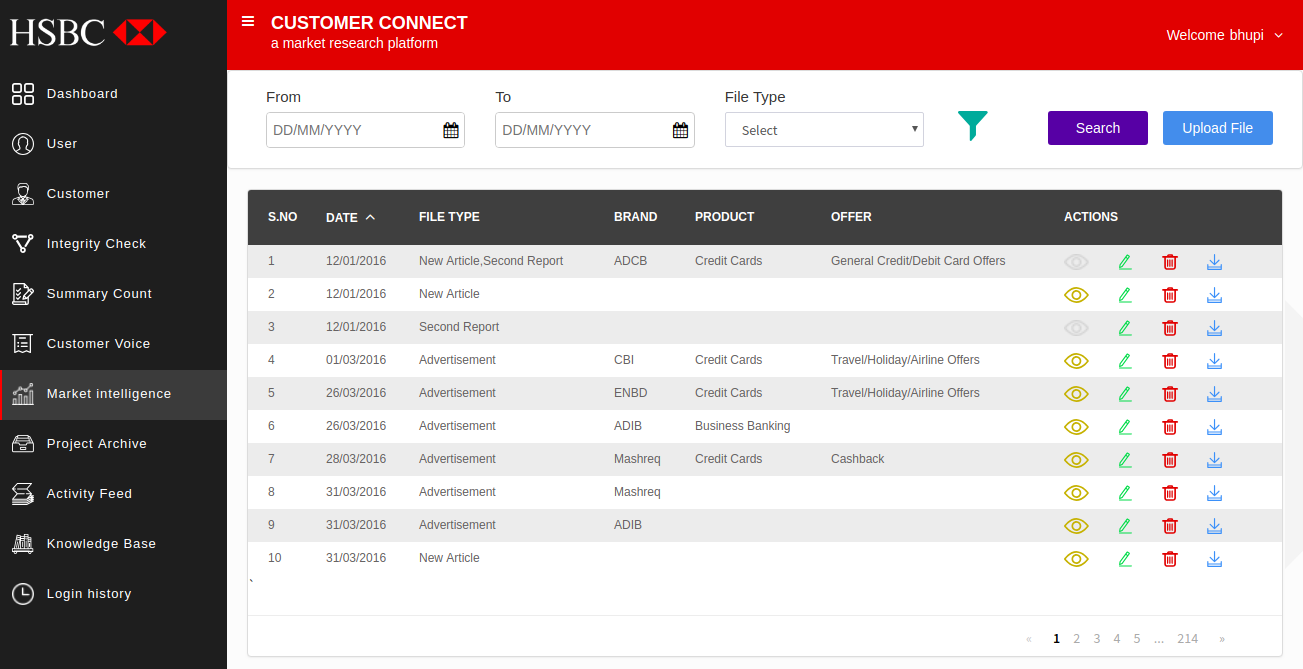 HSBC
CUSTOMER CONNECT
a market research platform
Welcome bhupi
Dashboard
User
Customer
Integrity Check
Summary Count
Customer Voice
Market intelligence
Project Archive
Activity Feed
Knowledge Base
Login history
From To File Type
DD/MM/YYYY DD/MM/YYYY Select Search Upload File
S.NO DATE FILE TYPE BRAND PRODUCT OFFER ACTIONS
1 12/01/2016 New Article,Second Report ADCB Credit Cards General Credit/Debit Card Offers
2 12/01/2016 New Article
3 12/01/2016 Second Report
4 01/03/2016 Advertisement CBI Credit Cards Travel/Holiday/Airline Offers
5 26/03/2016 Advertisement ENBD Credit Cards Travel/Holiday/Airline Offers
6 26/03/2016 Advertisement ADIB Business Banking
7 28/03/2016 Advertisement Mashreq Credit Cards Cashback
8 31/03/2016 Advertisement Mashreq
9 31/03/2016 Advertisement ADIB
10 31/03/2016 New Article
`
« 1 2 3 4 5 ... 214 »